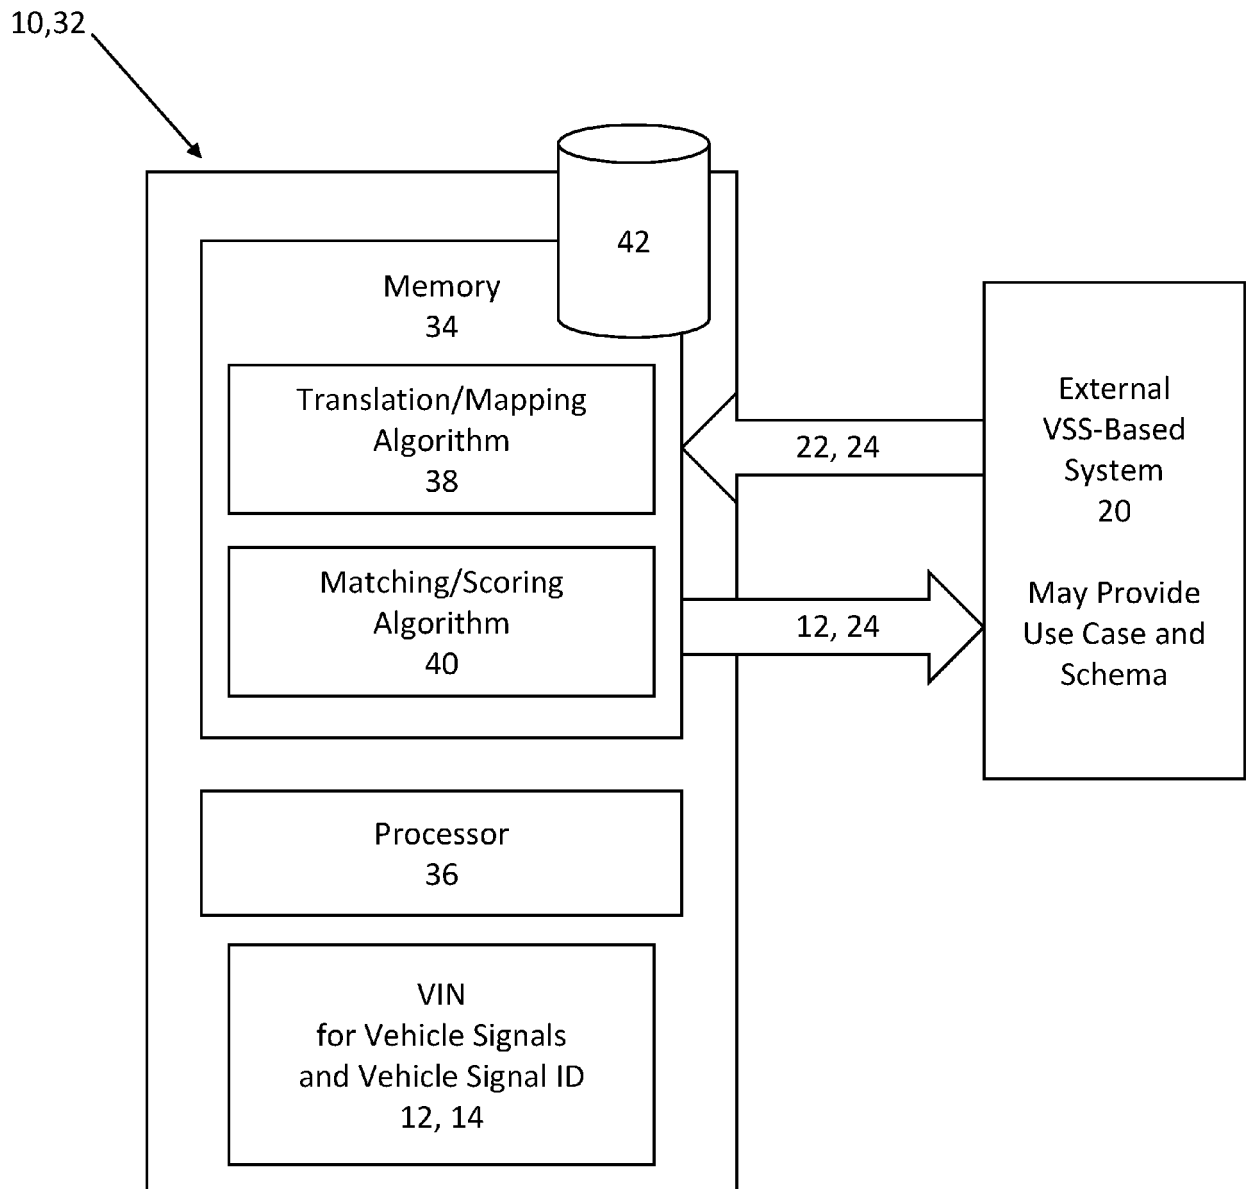 10,32
42
Memory
34
Translation/Mapping
Algorithm
38
Matching/Scoring
Algorithm
40
22, 24
12, 24
External
VSS-Based
System
20
May Provide
Use Case and
Schema
Processor
36
VIN
for Vehicle Signals
and Vehicle Signal ID
12, 14